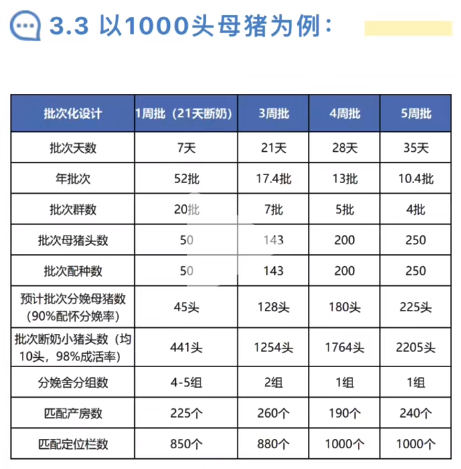 3.3 以1000头母猪为例：
批次化设计 1周批（21天断奶） 3周批 4周批 5周批
批次天数 7天 21天 28天 35天
年批次 52批 17.4批 13批 10.4批
批次群数 20批 7批 5批 4批
批次母猪头数 50 143 200 250
批次配种数 50 143 200 250
预计批次分娩母猪数
（90%配怀分娩率） 45头 128头 180头 225头
批次断奶小猪头数（均
10头，98%成活率） 441头 1254头 1764头 2205头
分娩舍分组数 4-5组 2组 1组 1组
匹配产房数 225个 260个 190个 240个
匹配定位栏数 850个 880个 1000个 1000个